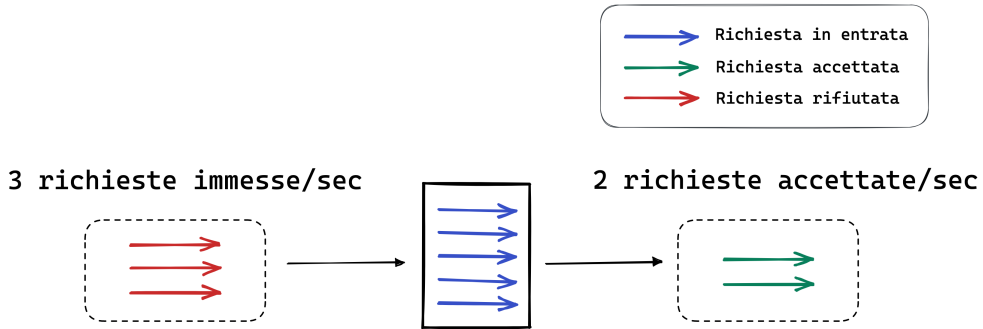 Richiesta in entrata
Richiesta accettata
Richiesta rifiutata
3 richieste immesse/sec
2 richieste accettate/sec